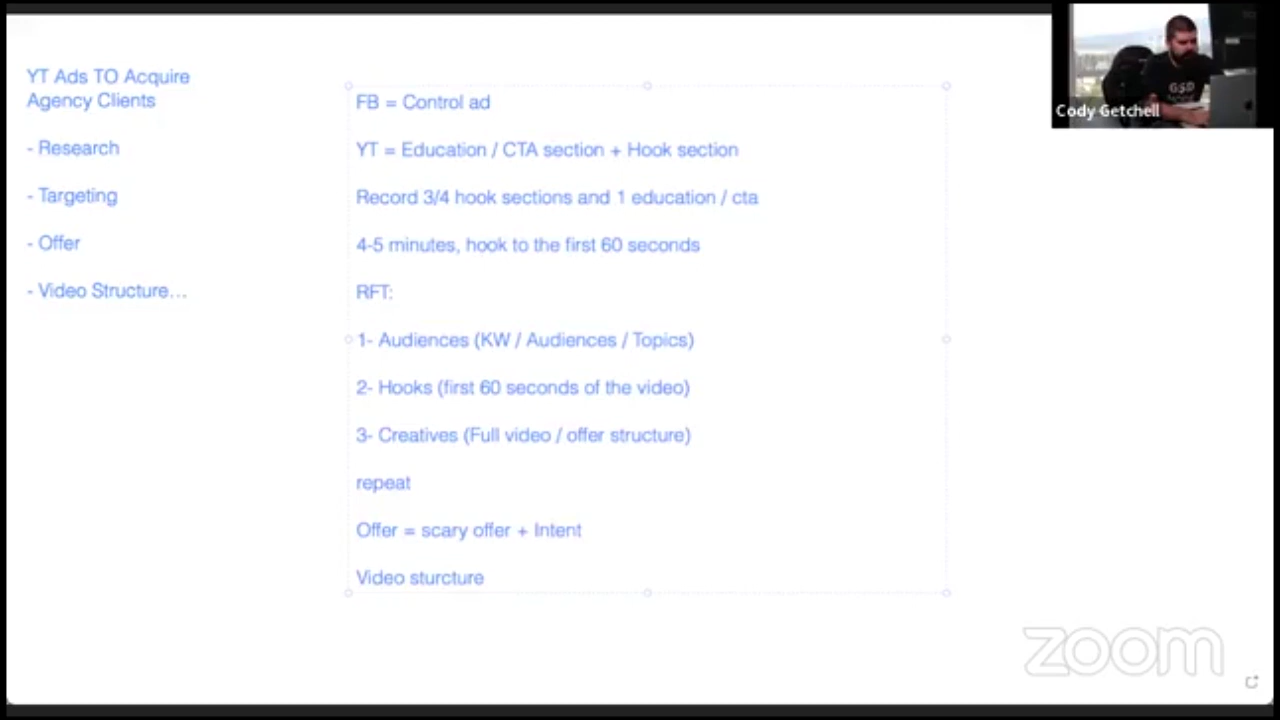 YT Ads TO Acquire
Agency Clients
- Research
- Targeting
- Offer
- Video Structure...
FB = Control ad
YT = Education / CTA section + Hook section
Record 3/4 hook sections and 1 education / cta
4-5 minutes, hook to the first 60 seconds
RFT:
1- Audiences (KW / Audiences / Topics)
2- Hooks (first 60 seconds of the video)
3- Creatives (Full video / offer structure)
repeat
Offer = scary offer + Intent
Video sturcture
GSD
Cody Getchell
zoom